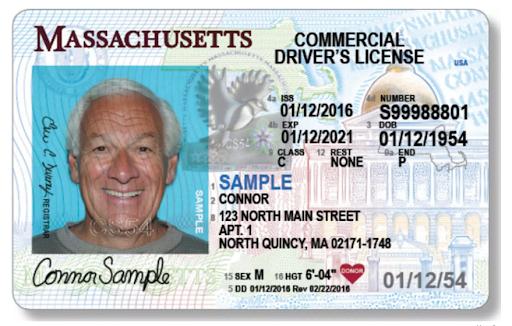 MASSACHUSETTS
COMMERCIAL
DRIVER'S LICENSE
USA
4a ISS
01/12/2016
4d NUMBER
S99988801
4b EXP
01/12/2021
3 DOB
01/12/1954
9 CLASS
C
12 REST
NONE
9a END
P
1 SAMPLE
2 CONNOR
8 123 NORTH MAIN STREET
APT. 1
NORTH QUINCY, MA 02171-1748
15 SEX M 16 HGT 6'-04"
DONOR
01/12/54
5 DD 01/12/2016 Rev 02/22/2016
REGISTRAR
SAMPLE
CS54
CS54
Connor Sample